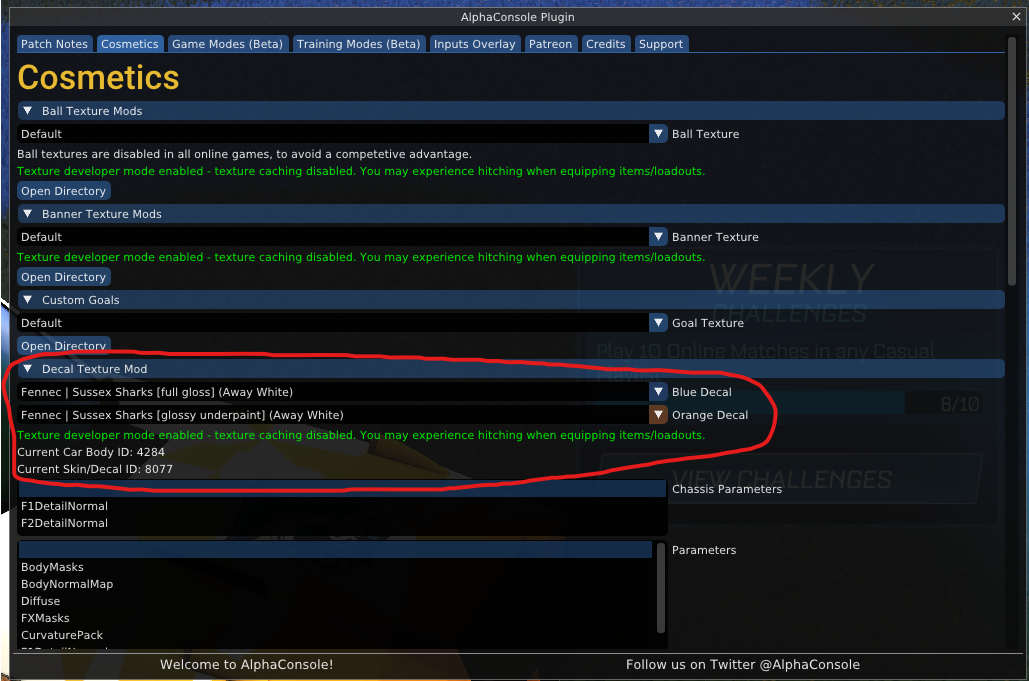 AlphaConsole Plugin
Patch Notes Cosmetics Game Modes (Beta) Training Modes (Beta) Inputs Overlay Patreon Credits Support
Cosmetics
Ball Texture Mods
Default Ball Texture
Ball textures are disabled in all online games, to avoid a competetive advantage.
Texture developer mode enabled - texture caching disabled. You may experience hitching when equipping items/loadouts.
Open Directory
Banner Texture Mods
Default Banner Texture
Texture developer mode enabled - texture caching disabled. You may experience hitching when equipping items/loadouts.
Open Directory
WEEKLY
CHALLENGES
Custom Goals
Default Goal Texture
Open Directory
Play 10 Online Matches in any Casual
Playlist
Decal Texture Mod
Fennec | Sussex Sharks [full gloss] (Away White) Blue Decal
8/10
Fennec | Sussex Sharks [glossy underpaint] (Away White) Orange Decal
Texture developer mode enabled - texture caching disabled. You may experience hitching when equipping items/loadouts.
Current Car Body ID: 4284
Current Skin/Decal ID: 8077
VIEW CHALLENGES
Chassis Parameters
F1DetailNormal
F2DetailNormal
Parameters
BodyMasks
BodyNormalMap
Diffuse
FXMasks
CurvaturePack
Welcome to AlphaConsole! Follow us on Twitter @AlphaConsole